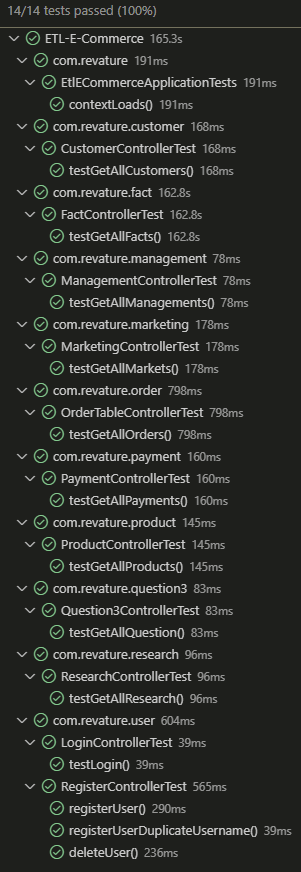 14/14 tests passed (100%)
ETL-E-Commerce 165.3s
com.revature 191ms
EtlECommerceApplicationTests 191ms
contextLoads() 191ms
com.revature.customer 168ms
CustomerControllerTest 168ms
testGetAllCustomers() 168ms
com.revature.fact 162.8s
FactControllerTest 162.8s
testGetAllFacts() 162.8s
com.revature.management 78ms
ManagementControllerTest 78ms
testGetAllManagements() 78ms
com.revature.marketing 178ms
MarketingControllerTest 178ms
testGetAllMarkets() 178ms
com.revature.order 798ms
OrderTableControllerTest 798ms
testGetAllOrders() 798ms
com.revature.payment 160ms
PaymentControllerTest 160ms
testGetAllPayments() 160ms
com.revature.product 145ms
ProductControllerTest 145ms
testGetAllProducts() 145ms
com.revature.question3 83ms
Question3ControllerTest 83ms
testGetAllQuestion() 83ms
com.revature.research 96ms
ResearchControllerTest 96ms
testGetAllResearch() 96ms
com.revature.user 604ms
LoginControllerTest 39ms
testLogin() 39ms
RegisterControllerTest 565ms
registerUser() 290ms
registerUserDuplicateUsername() 39ms
deleteUser() 236ms